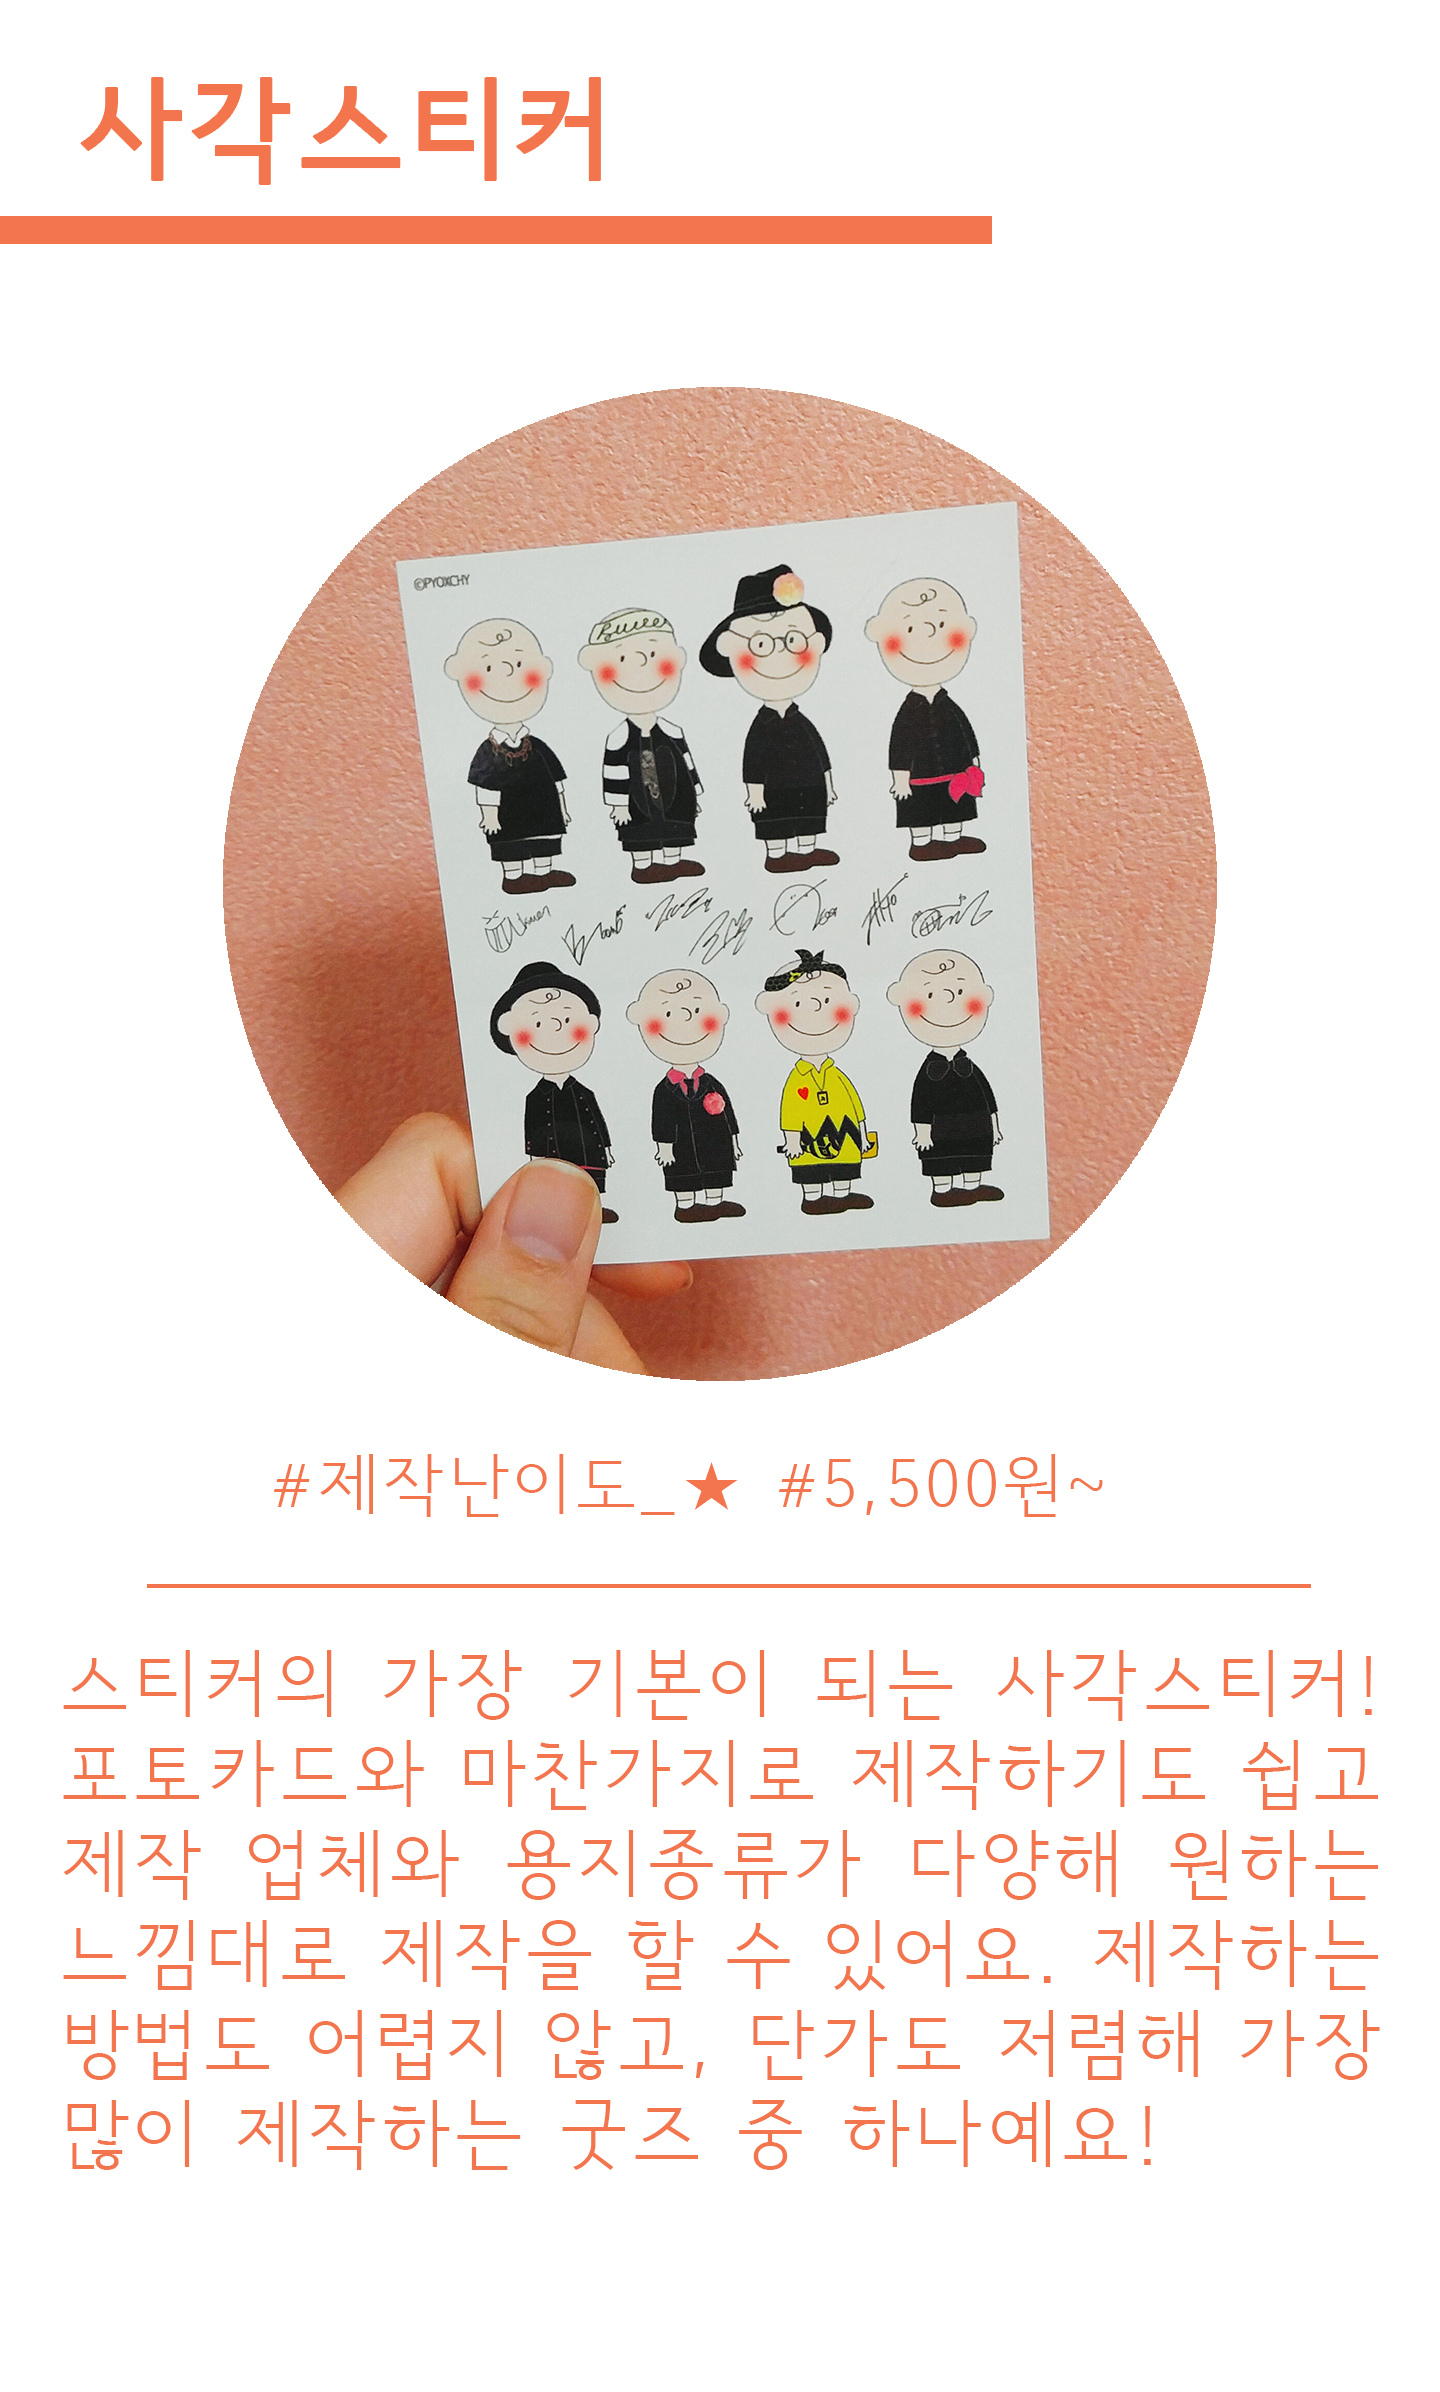 사각스티커
©PYOXCHY
#제작난이도_★ #5,500원~
스티커의 가장 기본이 되는 사각스티커!
포토카드와 마찬가지로 제작하기도 쉽고
제작 업체와 용지종류가 다양해 원하는
느낌대로 제작을 할 수 있어요. 제작하는
방법도 어렵지 않고, 단가도 저렴해 가장
많이 제작하는 굿즈 중 하나예요!